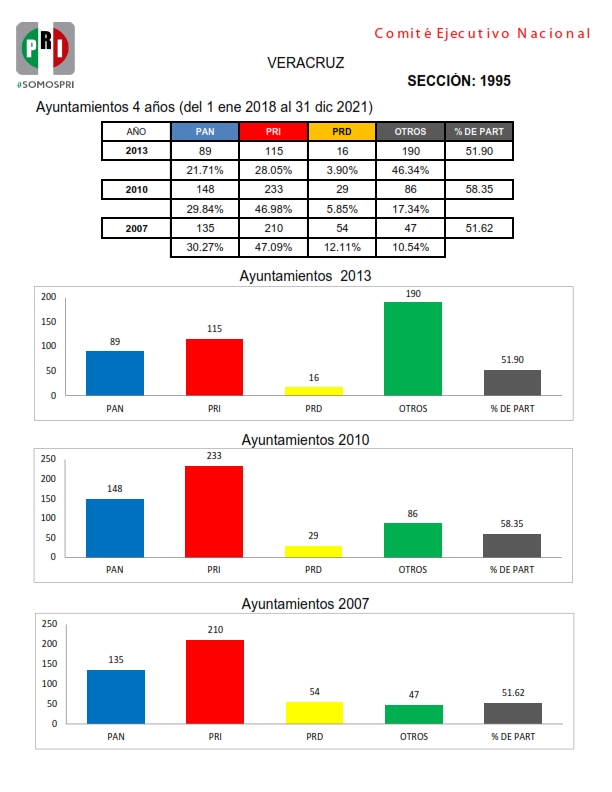 Comité Ejecutivo Nacional
PRI
#SOMOSPRI
VERACRUZ
SECCIÓN: 1995
Ayuntamientos 4 años (del 1 ene 2018 al 31 dic 2021)
AÑO PAN PRI PRD OTROS % DE PART
2013 89 115 16 190 51.90
21.71% 28.05% 3.90% 46.34%
2010 148 233 29 86 58.35
29.84% 46.98% 5.85% 17.34%
2007 135 210 54 47 51.62
30.27% 47.09% 12.11% 10.54%
Ayuntamientos 2013
200
150
100
50
0
89 115 16 190 51.90
PAN PRI PRD OTROS % DE PART
Ayuntamientos 2010
250
200
150
100
50
0
148 233 29 86 58.35
PAN PRI PRD OTROS % DE PART
Ayuntamientos 2007
250
200
150
100
50
0
135 210 54 47 51.62
PAN PRI PRD OTROS % DE PART